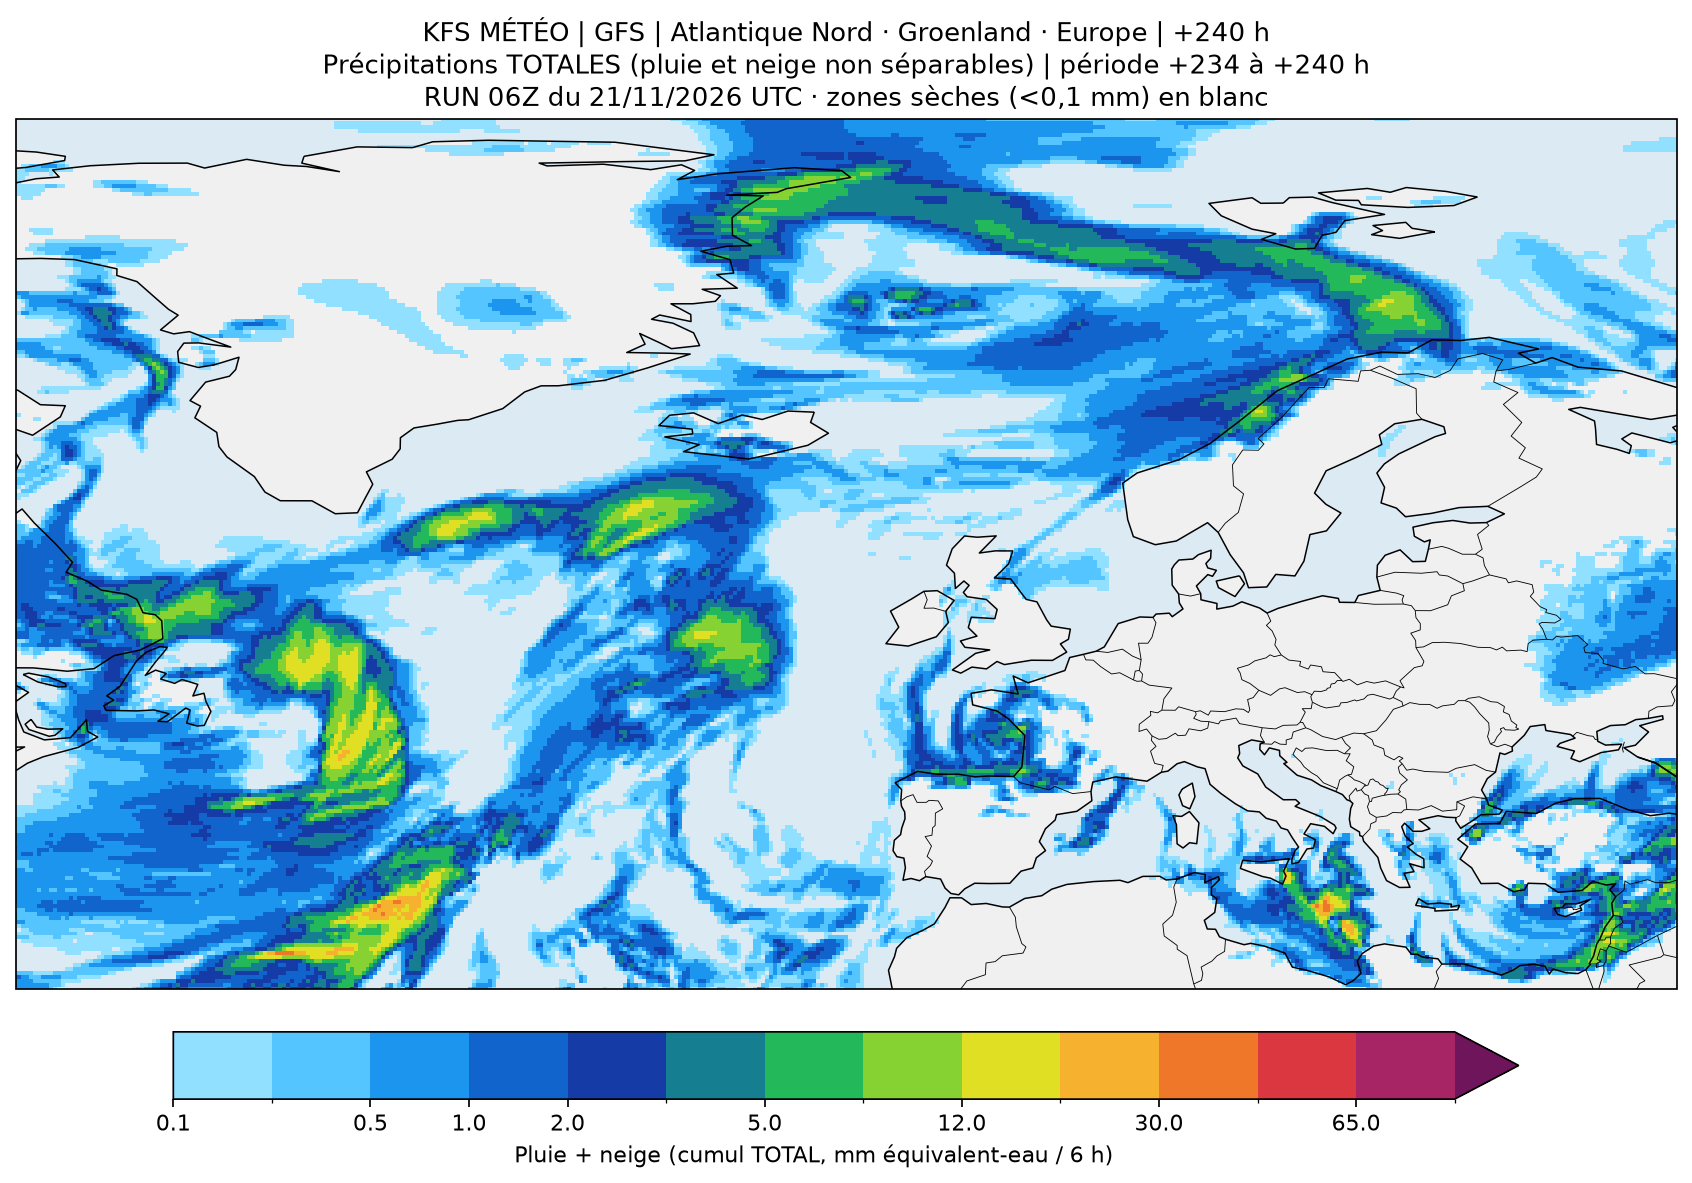 KFS MÉTÉO | GFS | Atlantique Nord · Groenland · Europe | +240 h
Précipitations TOTALES (pluie et neige non séparables) | période +234 à +240 h
RUN 06Z du 21/11/2026 UTC · zones sèches (<0,1 mm) en blanc
0.1 0.5 1.0 2.0 5.0 12.0 30.0 65.0
Pluie + neige (cumul TOTAL, mm équivalent-eau / 6 h)